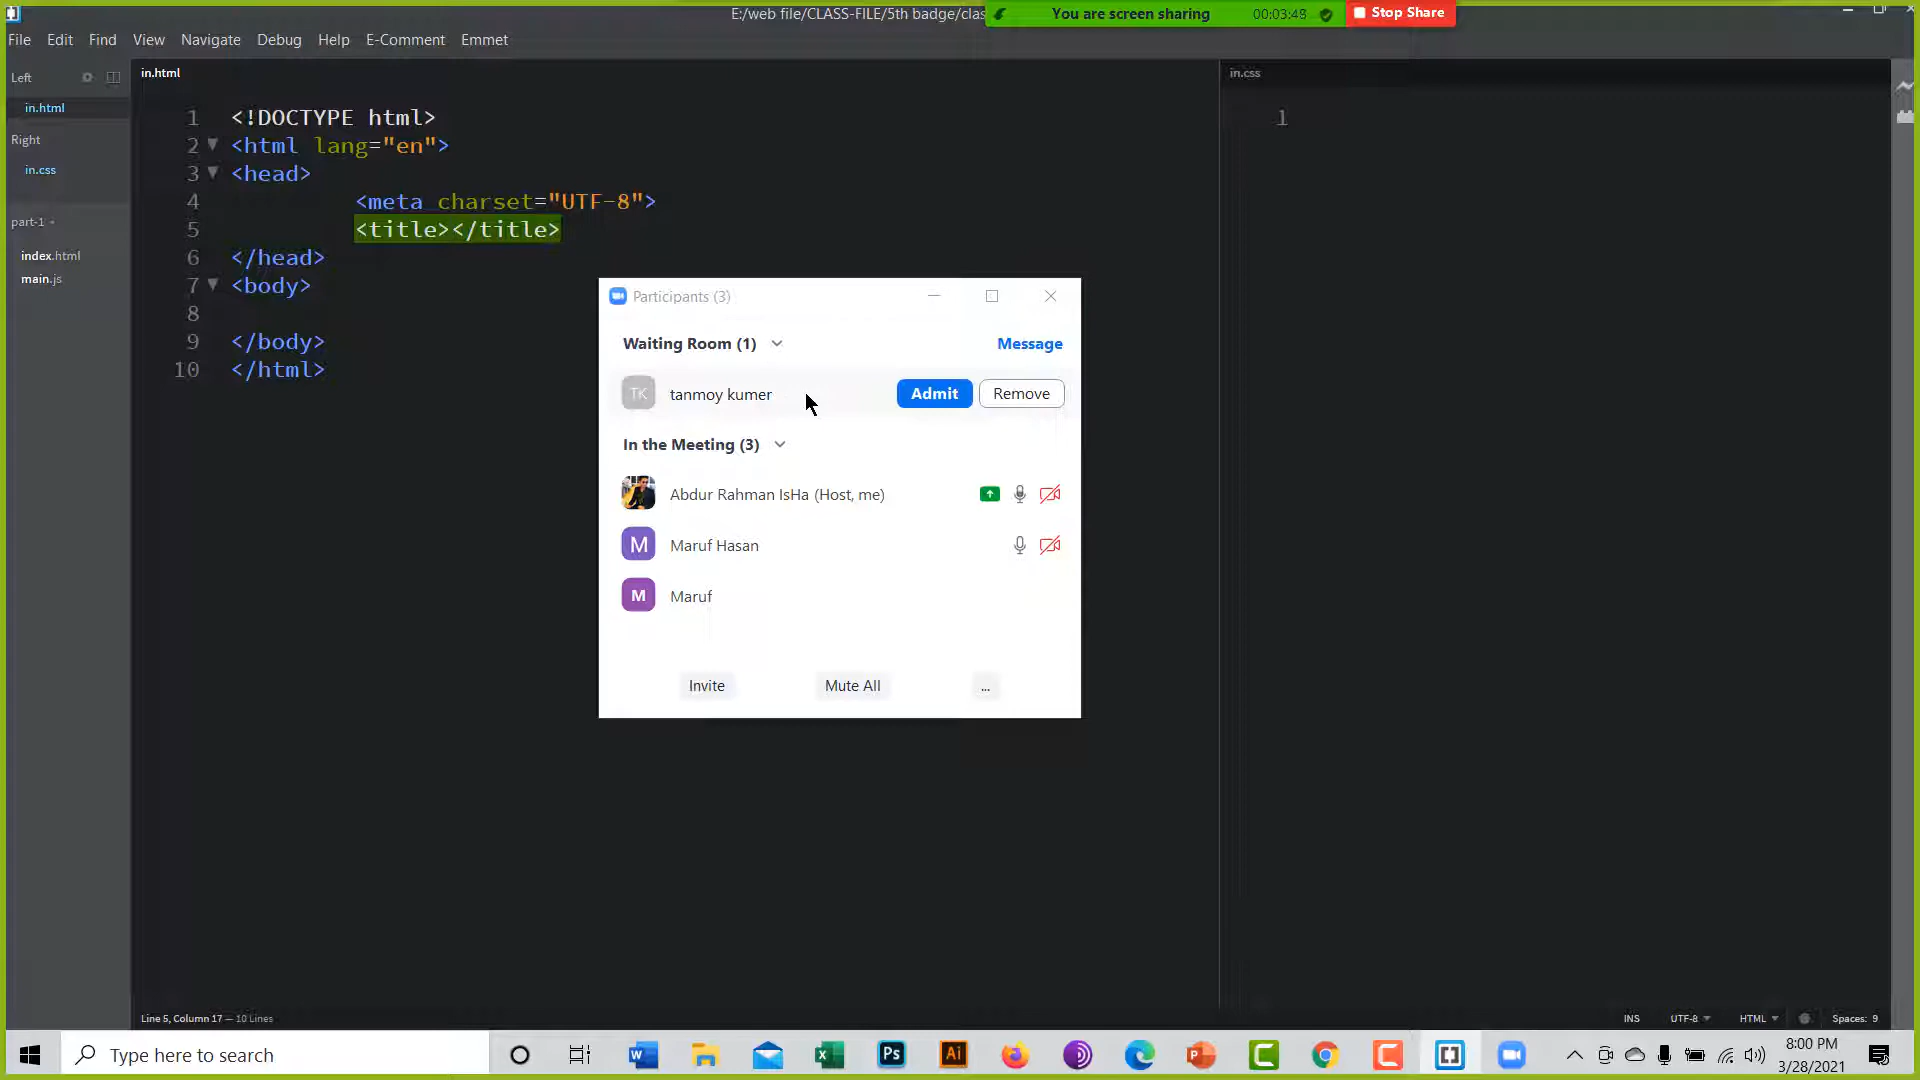 E:/web file/CLASS-FILE/5th badge/clas
You are screen sharing 00:03:48 Stop Share
File Edit Find View Navigate Debug Help E-Comment Emmet
Left
in.html
Right
in.css
part-1
index.html
main.js
in.html
1 <!DOCTYPE html>
2 <html lang="en">
3 <head>
4 <meta charset="UTF-8">
5 <title></title>
6 </head>
7 <body>
8
9 </body>
10 </html>
in.css
1
Participants (3)
Waiting Room (1) Message
TK tanmoy kumer Admit Remove
In the Meeting (3)
Abdur Rahman IsHa (Host, me)
M Maruf Hasan
M Maruf
Invite Mute All ...
Line 5, Column 17 — 10 Lines
INS UTF-8 HTML Spaces: 9
Type here to search
W X Ps Ai P C C
8:00 PM
3/28/2021